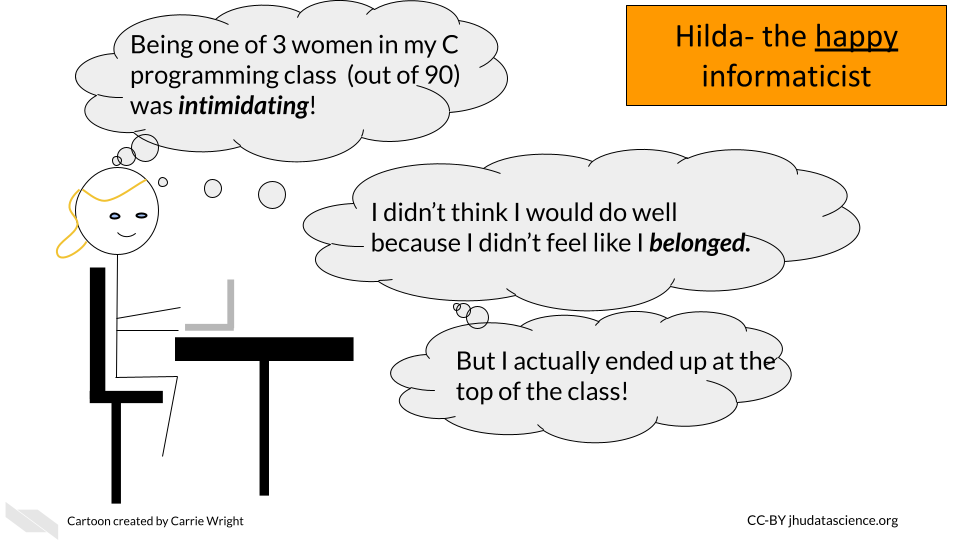 Being one of 3 women in my C
programming class (out of 90)
was intimidating!
Hilda- the happy
informaticist
I didn’t think I would do well
because I didn’t feel like I belonged.
But I actually ended up at the
top of the class!
Cartoon created by Carrie Wright
CC-BY jhudatascience.org